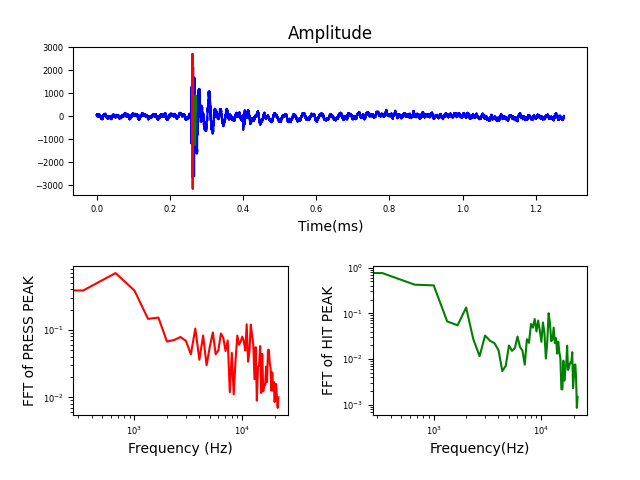 Amplitude
3000
2000
1000
0
−1000
−2000
−3000
0.0 0.2 0.4 0.6 0.8 1.0 1.2
Time(ms)
FFT of PRESS PEAK
10⁻¹
10⁻²
10³ 10⁴
Frequency (Hz)
FFT of HIT PEAK
10⁰
10⁻¹
10⁻²
10⁻³
10³ 10⁴
Frequency(Hz)